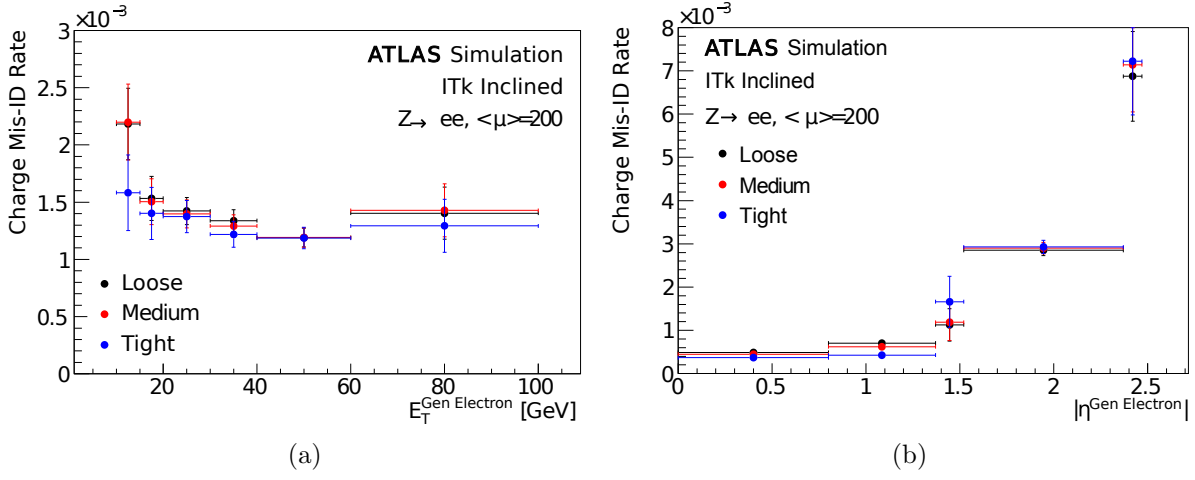 ×10⁻³
Charge Mis-ID Rate
3
2.5
2
1.5
1
0.5
0
ATLAS Simulation
ITk Inclined
Z→ ee, <μ>=200
Loose
Medium
Tight
20 40 60 80 100
E_T^Gen Electron [GeV]
(a)
×10⁻³
Charge Mis-ID Rate
8
7
6
5
4
3
2
1
0
ATLAS Simulation
ITk Inclined
Z→ ee, <μ>=200
Loose
Medium
Tight
0 0.5 1 1.5 2 2.5
|η^Gen Electron|
(b)